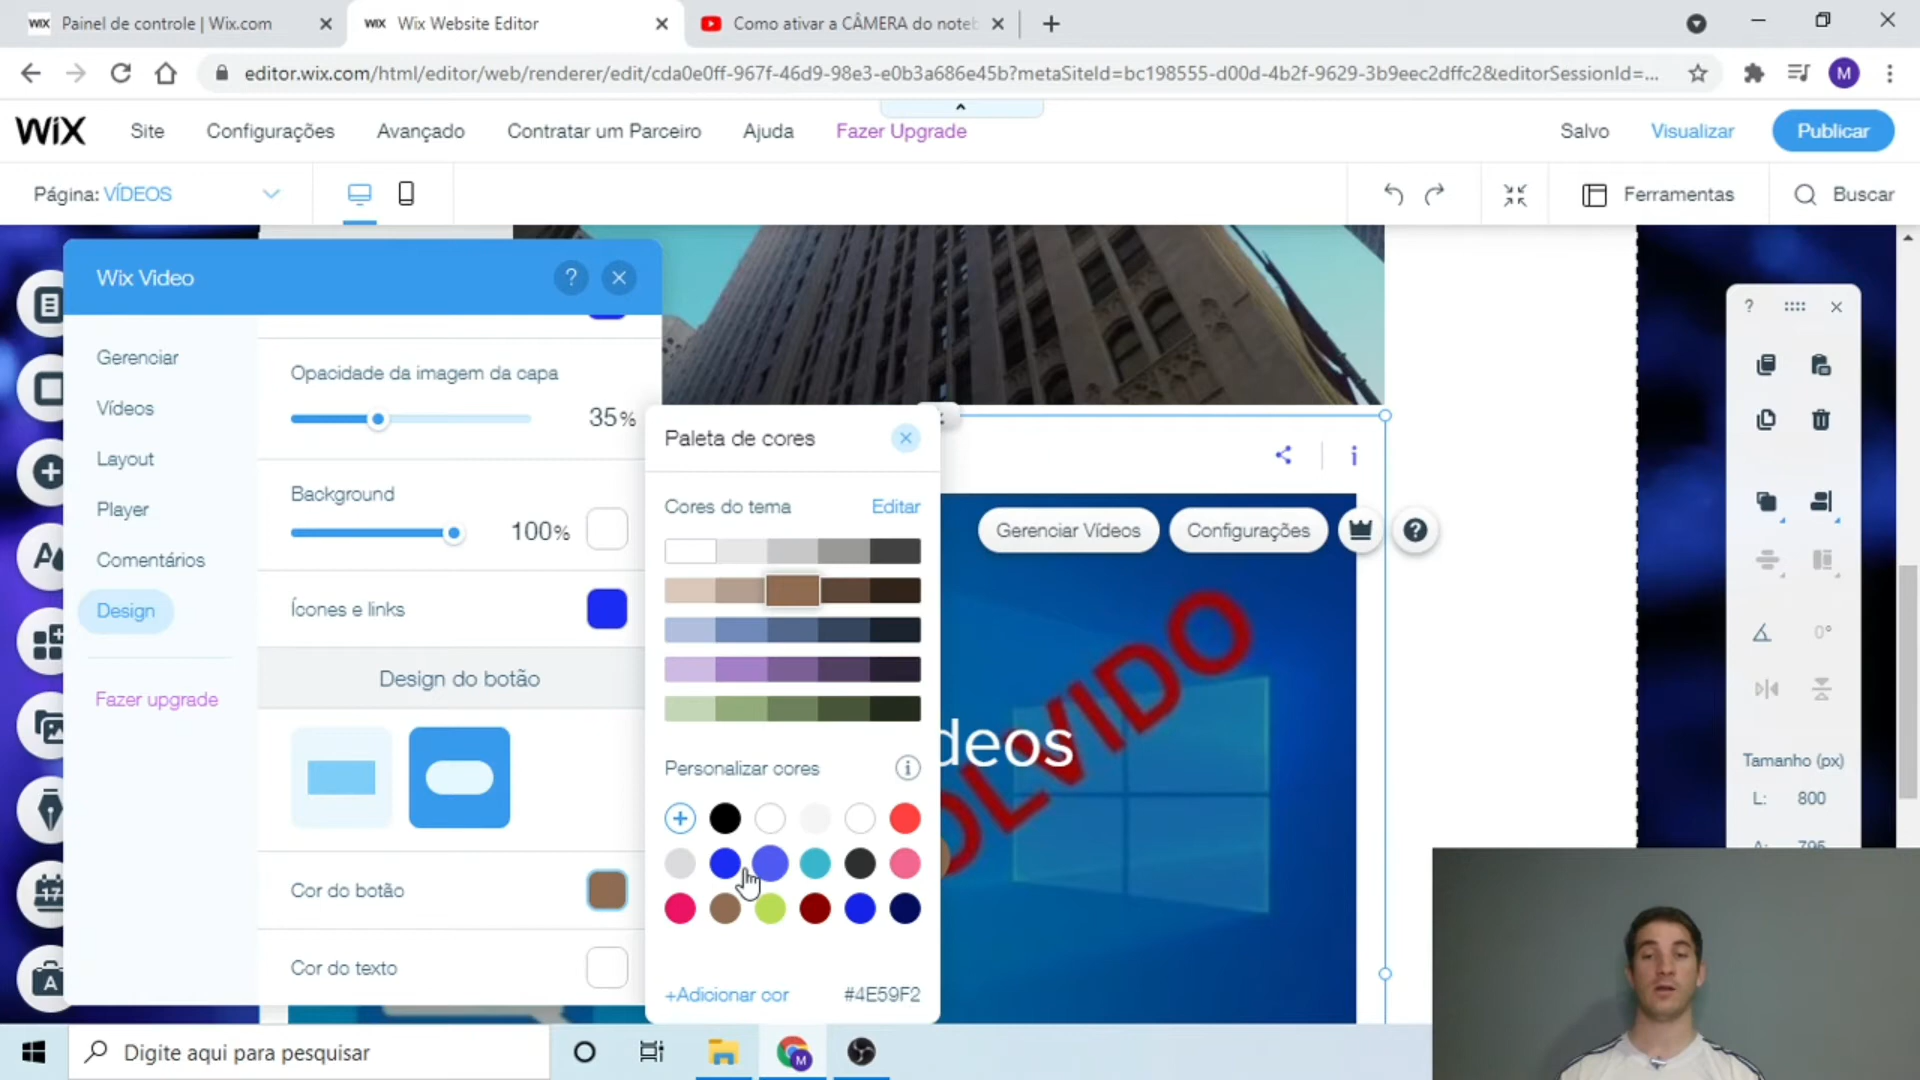 WiX Painel de controle | Wix.com
WiX Wix Website Editor
Como ativar a CÂMERA do noteb
editor.wix.com/html/editor/web/renderer/edit/cda0e0ff-967f-46d9-98e3-e0b3a686e45b?metaSiteId=bc198555-d00d-4b2f-9629-3b9eec2dffc2&editorSessionId=...
M
WiX Site Configurações Avançado Contratar um Parceiro Ajuda Fazer Upgrade Salvo Visualizar Publicar
Página: VÍDEOS
Ferramentas Buscar
Wix Video ?
?
Gerenciar
Vídeos
Layout
Player
Comentários
Design
Fazer upgrade
Opacidade da imagem da capa
35%
Background
100%
Ícones e links
Design do botão
Cor do botão
Cor do texto
Paleta de cores
Cores do tema Editar
Personalizar cores i
+Adicionar cor #4E59F2
i
Gerenciar Vídeos Configurações ?
OLVIDO
deos
0°
Tamanho (px)
L: 800
A: 795
A
17
A
Digite aqui para pesquisar
M